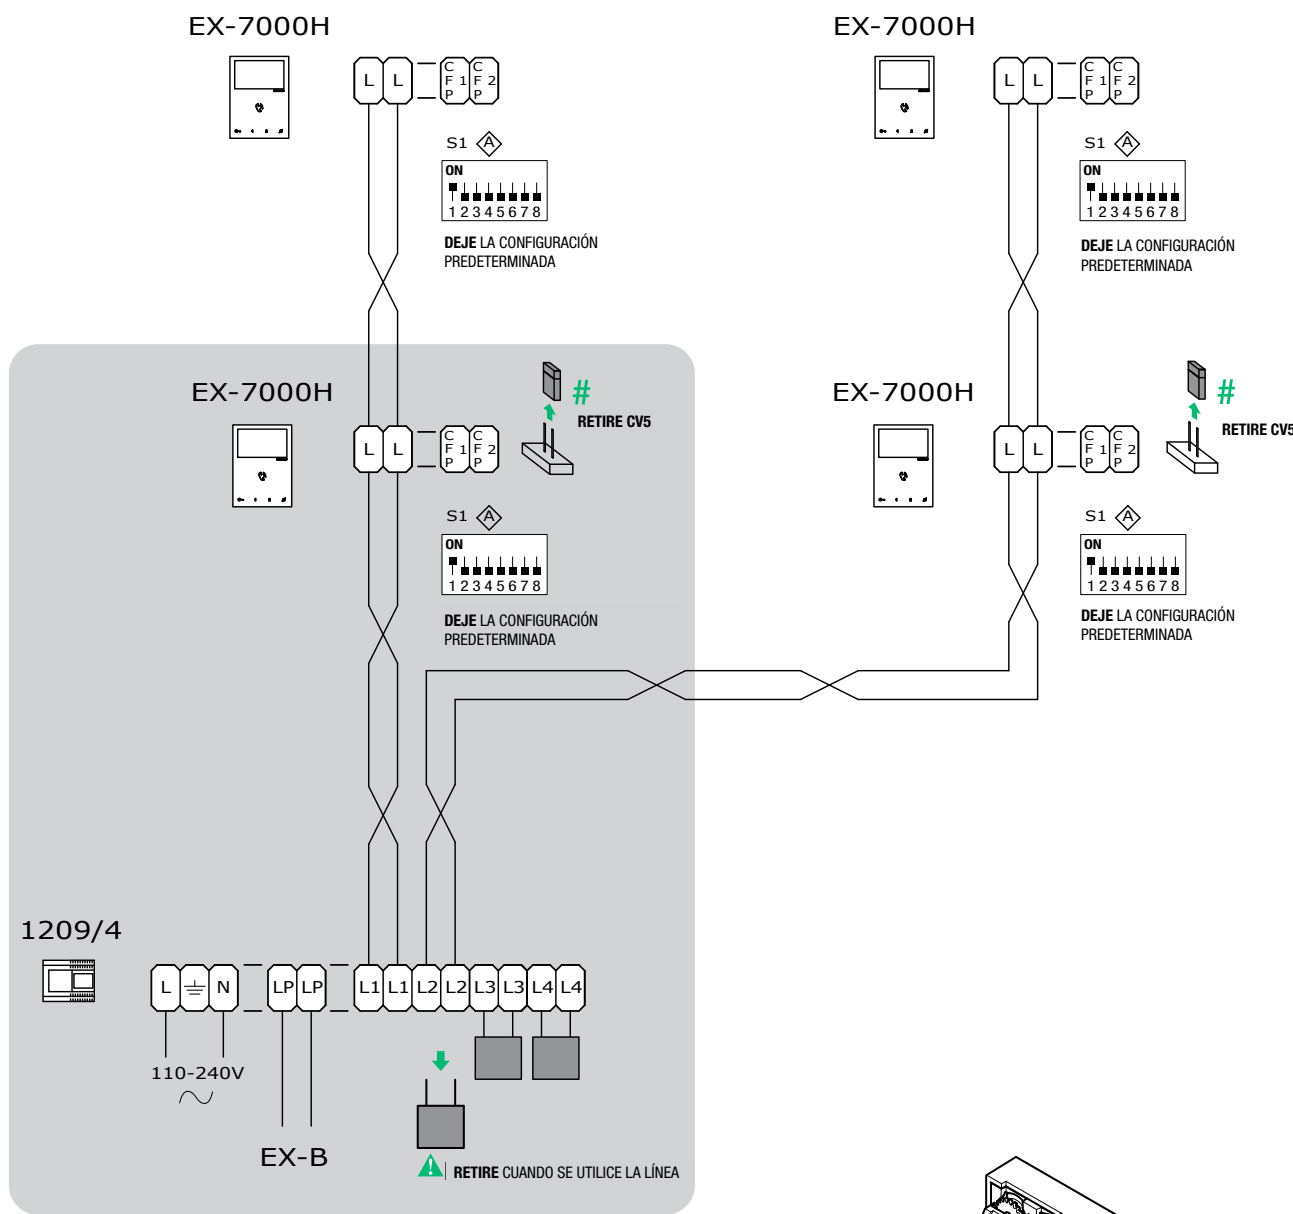 EX-7000H
L L C F P 1 C F P 2
S1 A
ON
1 2 3 4 5 6 7 8
DEJE LA CONFIGURACIÓN
PREDETERMINADA
EX-7000H
L L C F P 1 C F P 2
S1 A
ON
1 2 3 4 5 6 7 8
DEJE LA CONFIGURACIÓN
PREDETERMINADA
EX-7000H
#
RETIRE CV5
L L C F P 1 C F P 2
S1 A
ON
1 2 3 4 5 6 7 8
DEJE LA CONFIGURACIÓN
PREDETERMINADA
EX-7000H
#
RETIRE CV5
L L C F P 1 C F P 2
S1 A
ON
1 2 3 4 5 6 7 8
DEJE LA CONFIGURACIÓN
PREDETERMINADA
1209/4
L N LP LP L1 L1 L2 L2 L3 L3 L4 L4
110-240V
EX-B
RETIRE CUANDO SE UTILICE LA LÍNEA